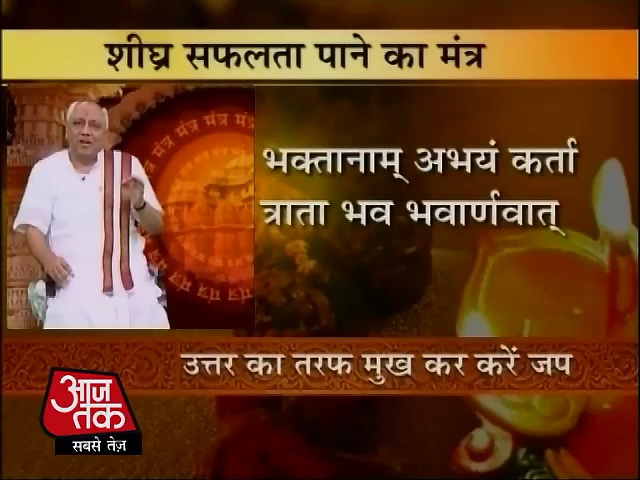 शीघ्र सफलता पाने का मंत्र
मंत्र मंत्र मंत्र मंत्र
भक्तानाम् अभयं कर्ता
त्राता भव भवार्णवात्
उत्तर का तरफ मुख कर करें जप
आज
तक
सबसे तेज़